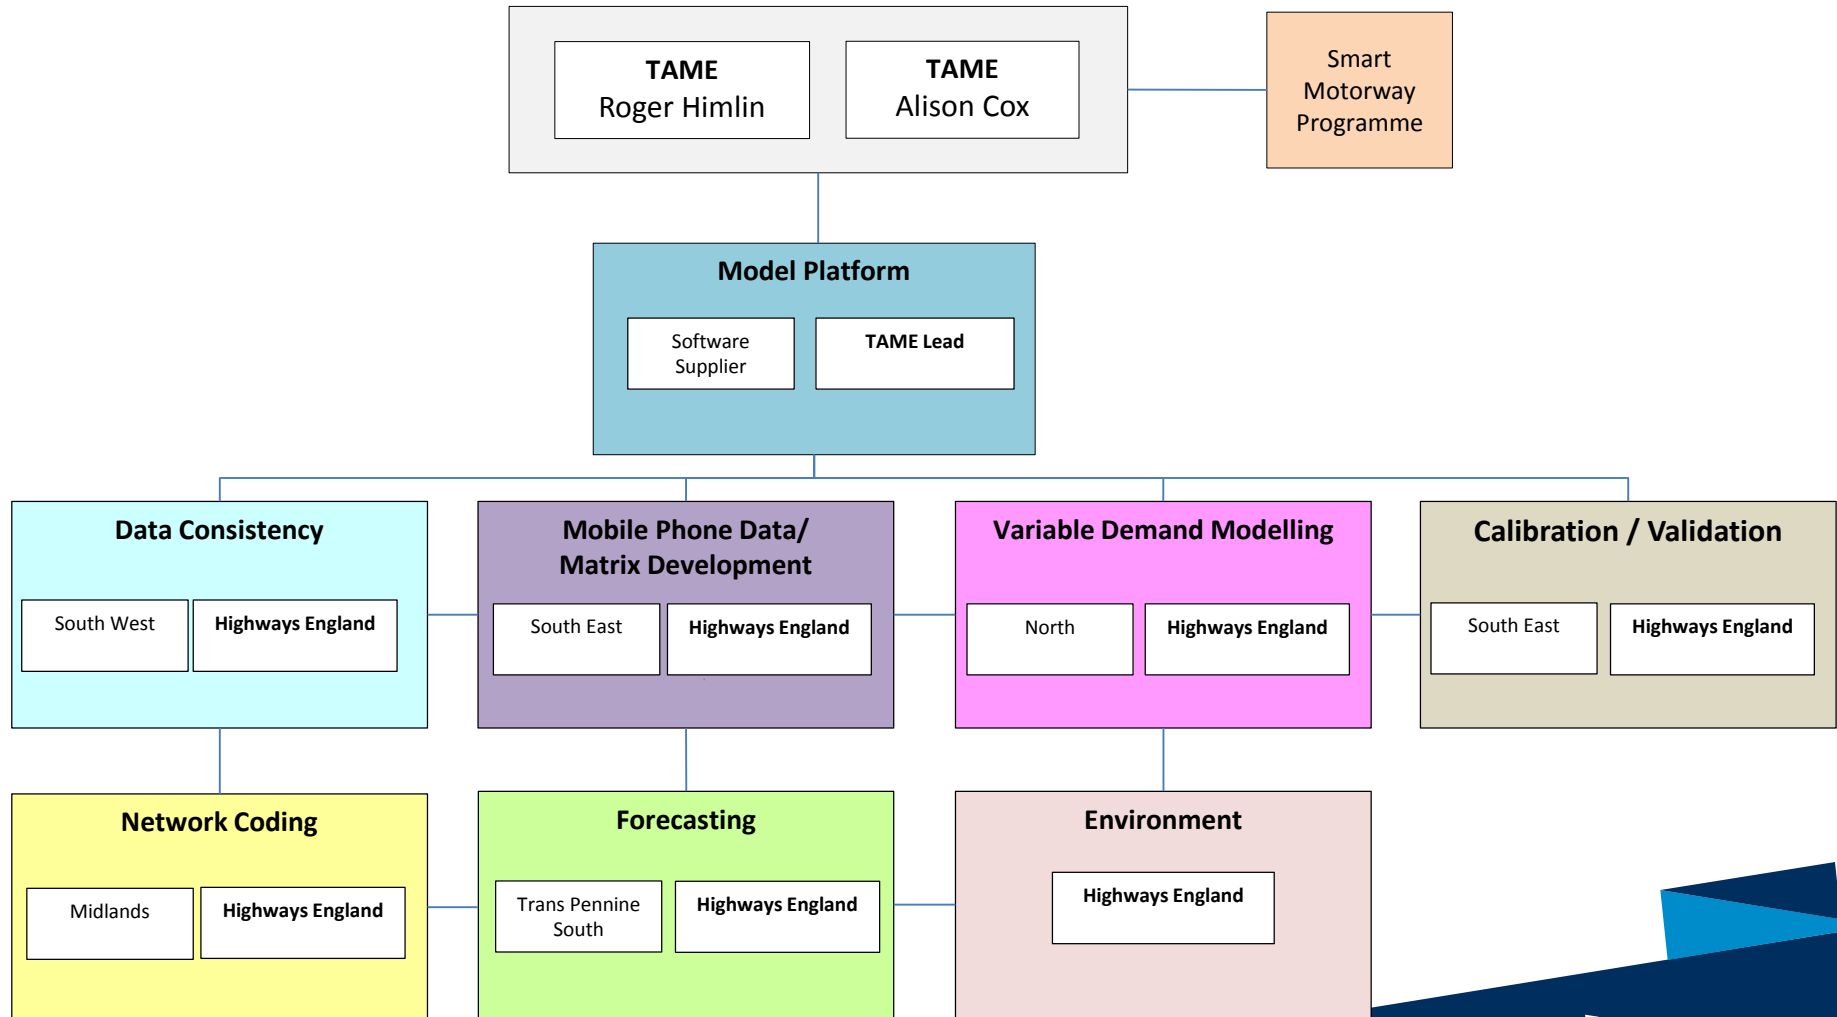 TAME
Roger Himlin
TAME
Alison Cox
Smart
Motorway
Programme
Model Platform
Software
Supplier
TAME Lead
Data Consistency
South West
Highways England
Mobile Phone Data/
Matrix Development
South East
Highways England
Variable Demand Modelling
North
Highways England
Calibration / Validation
South East
Highways England
Network Coding
Midlands
Highways England
Forecasting
Trans Pennine
South
Highways England
Environment
Highways England